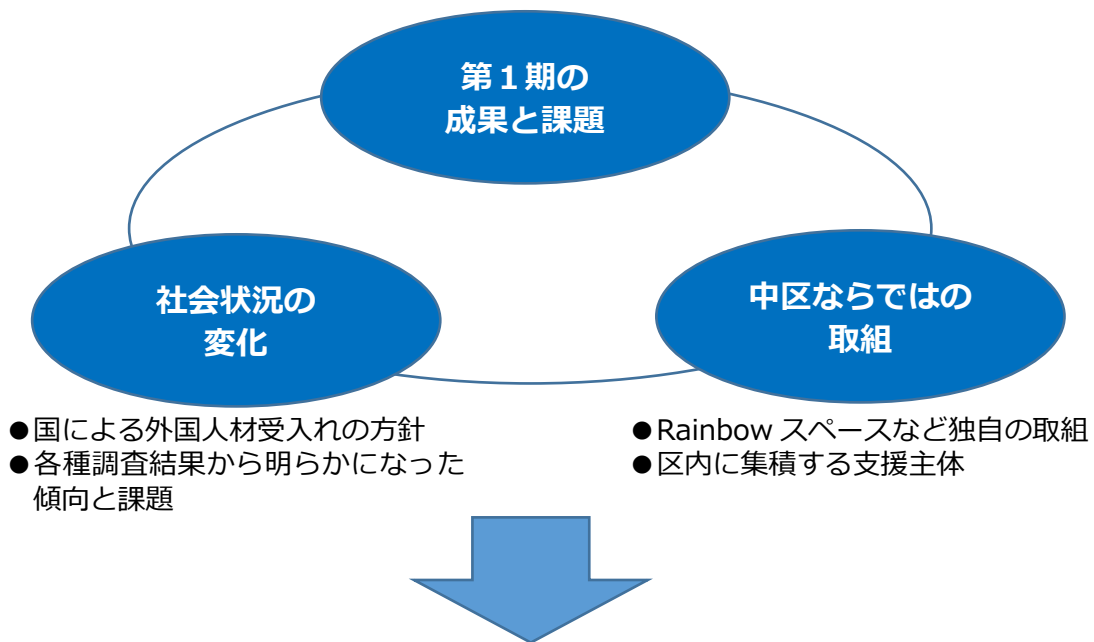 第１期の
成果と課題
社会状況の
変化
中区ならではの
取組
●国による外国人材受入れの方針
●各種調査結果から明らかになった
傾向と課題
●Rainbow スペースなど独自の取組
●区内に集積する支援主体